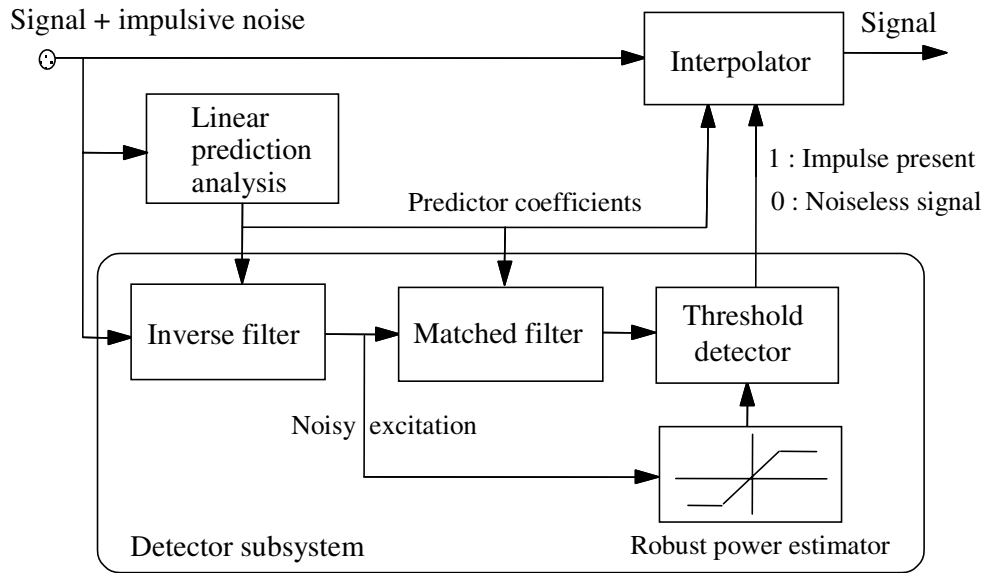 Signal + impulsive noise
Signal
Interpolator
Linear
prediction
analysis
1 : Impulse present
0 : Noiseless signal
Predictor coefficients
Inverse filter
Matched filter
Threshold
detector
Noisy excitation
Detector subsystem
Robust power estimator